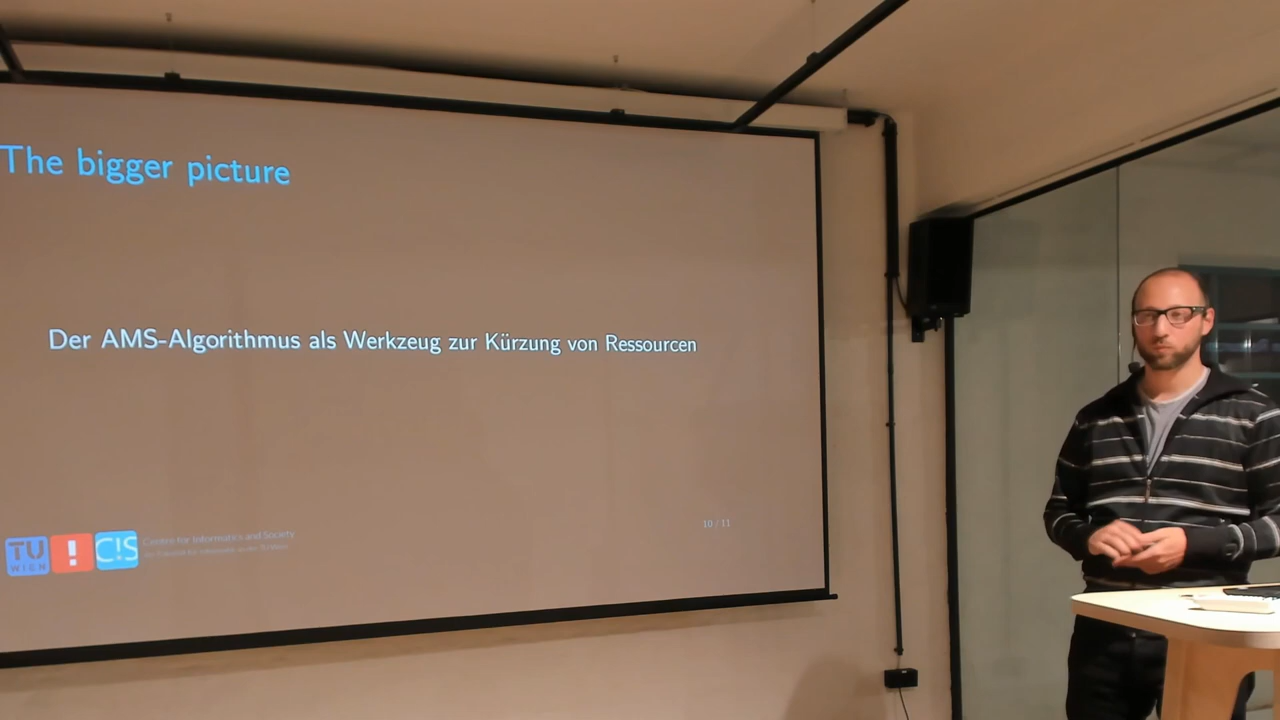 The bigger picture
Der AMS-Algorithmus als Werkzeug zur Kürzung von Ressourcen
10 / 11
TU
WIEN
!
C!S
Centre for Informatics and Society